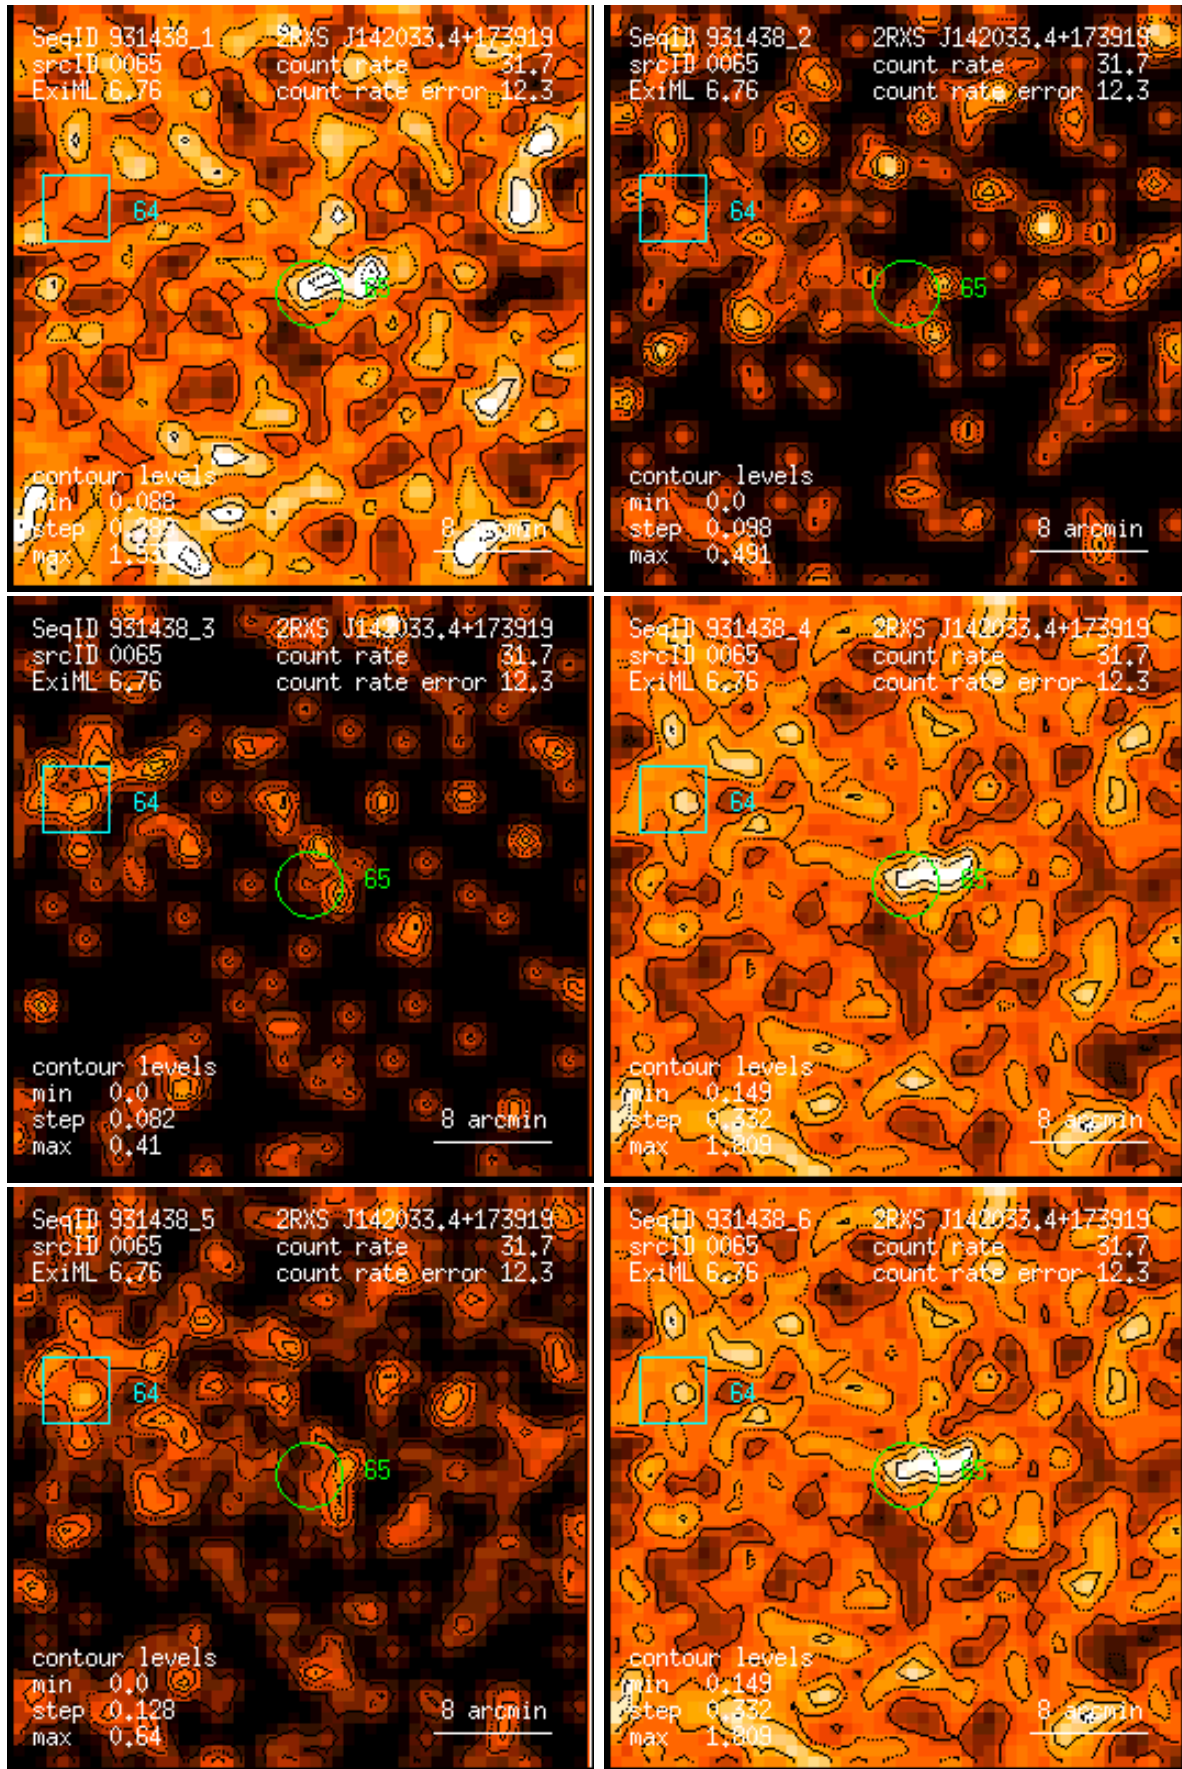 SeqID 931438_1 2RXS J142033.4+173919
srcID 0065 count rate 31.7
ExiML 6.76 count rate error 12.3
64
65
contour levels
min 0.088
step
max
8 arcmin
SeqID 931438_2 2RXS J142033.4+173919
srcID 0065 count rate 31.7
ExiML 6.76 count rate error 12.3
64
65
contour levels
min 0.0
step 0.098
max 0.491
8 arcmin
SeqID 931438_3 2RXS J142033.4+173919
srcID 0065 count rate 31.7
ExiML 6.76 count rate error 12.3
64
65
contour levels
min 0.0
step 0.082
max 0.41
8 arcmin
SeqID 931438_4 2RXS J142033.4+173919
srcID 0065 count rate 31.7
ExiML 6.76 count rate error 12.3
64
65
contour levels
min 0.149
step 0.332
max 1.809
8 arcmin
SeqID 931438_5 2RXS J142033.4+173919
srcID 0065 count rate 31.7
ExiML 6.76 count rate error 12.3
64
65
contour levels
min 0.0
step 0.128
max 0.64
8 arcmin
SeqID 931438_6 2RXS J142033.4+173919
srcID 0065 count rate 31.7
ExiML 6.76 count rate error 12.3
64
65
contour levels
min 0.149
step 0.332
max 1.809
8 arcmin